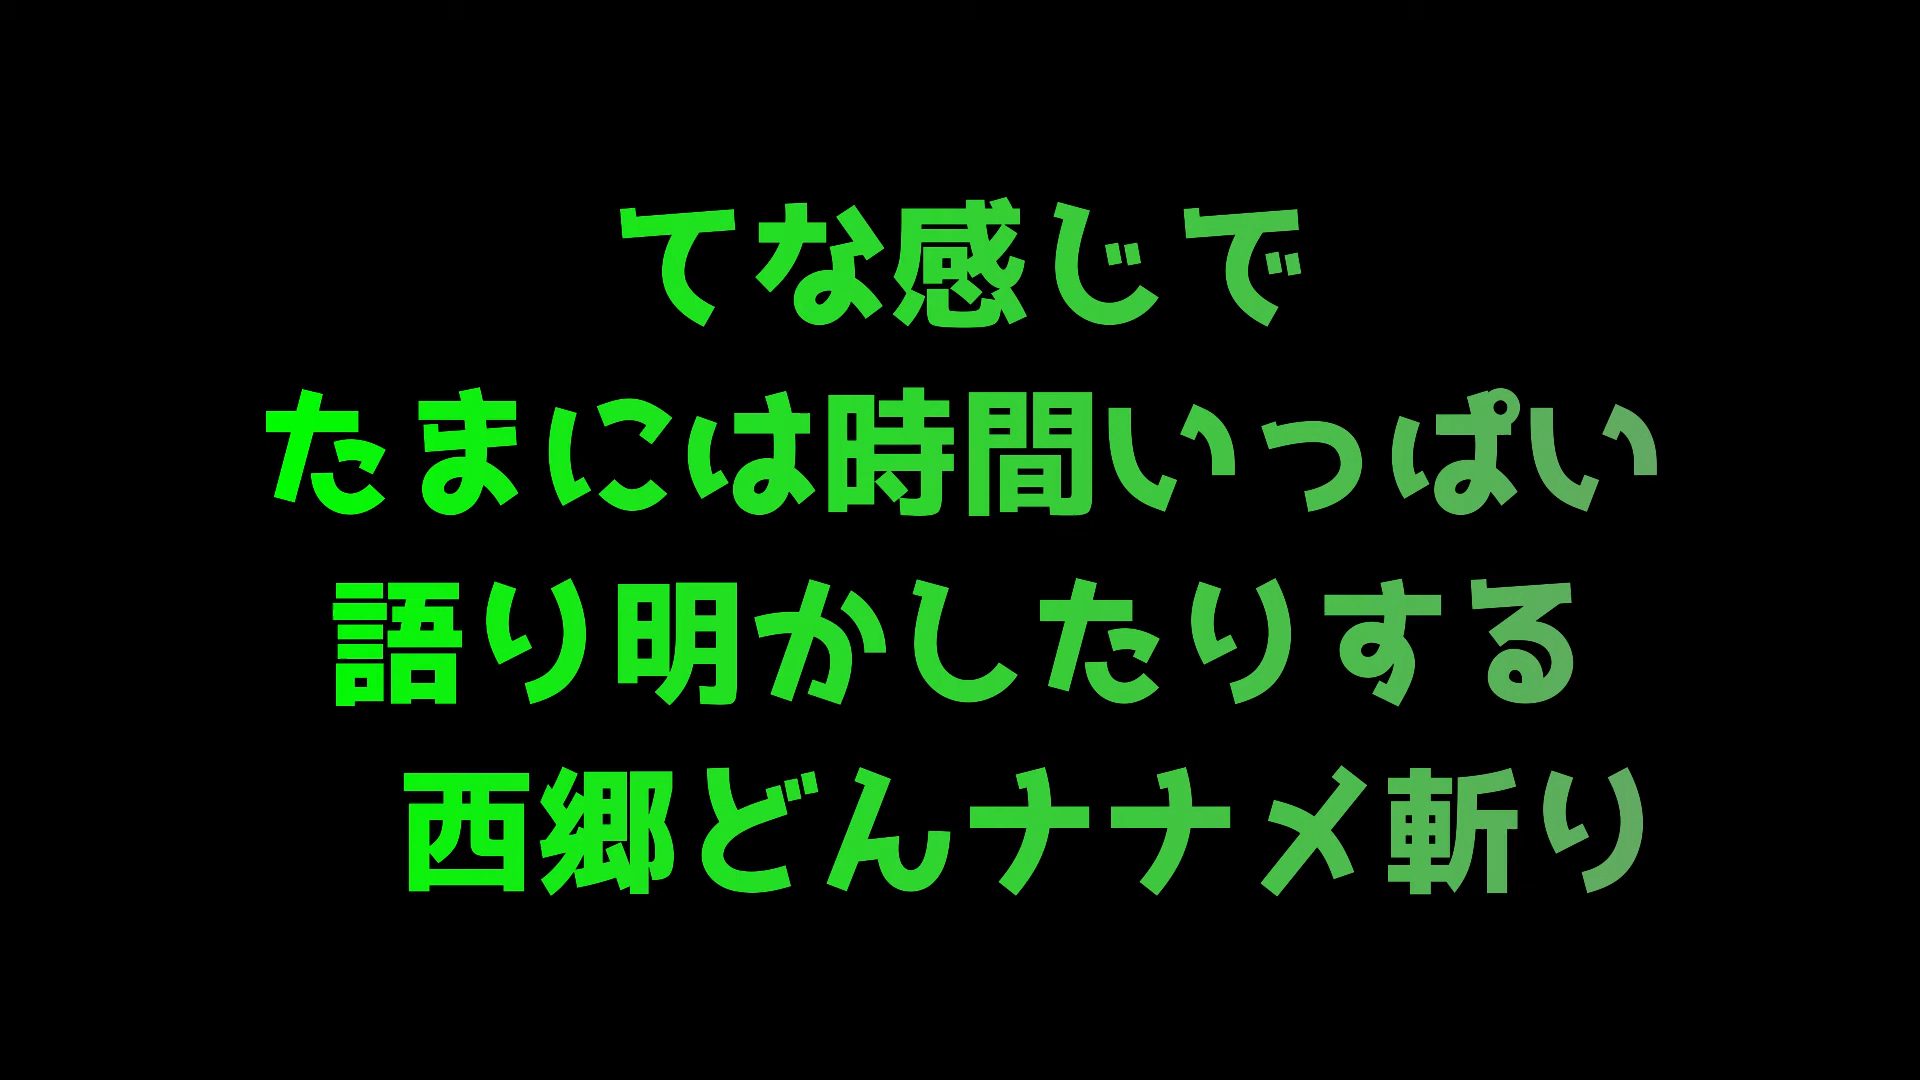 てな感じで
たまには時間いっぱい
語り明かしたりする
西郷どんナナメ斬り